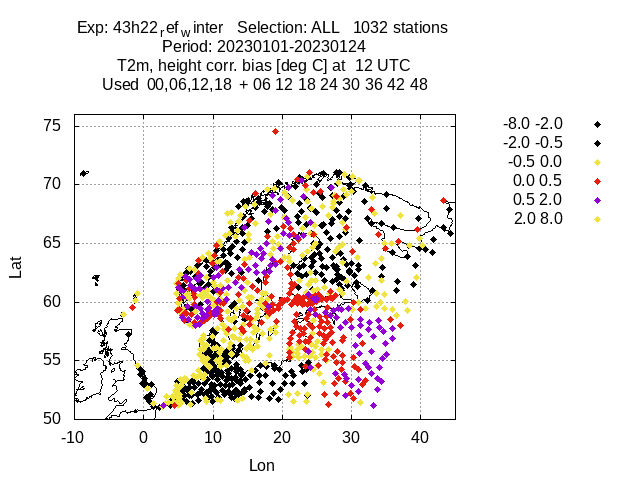 Exp: 43h22refwinter Selection: ALL 1032 stations
Period: 20230101-20230124
T2m, height corr. bias [deg C] at 12 UTC
Used 00,06,12,18 + 06 12 18 24 30 36 42 48
-8.0 -2.0
-2.0 -0.5
-0.5 0.0
0.0 0.5
0.5 2.0
2.0 8.0
75
70
65
60
55
50
Lat
-10 0 10 20 30 40
Lon